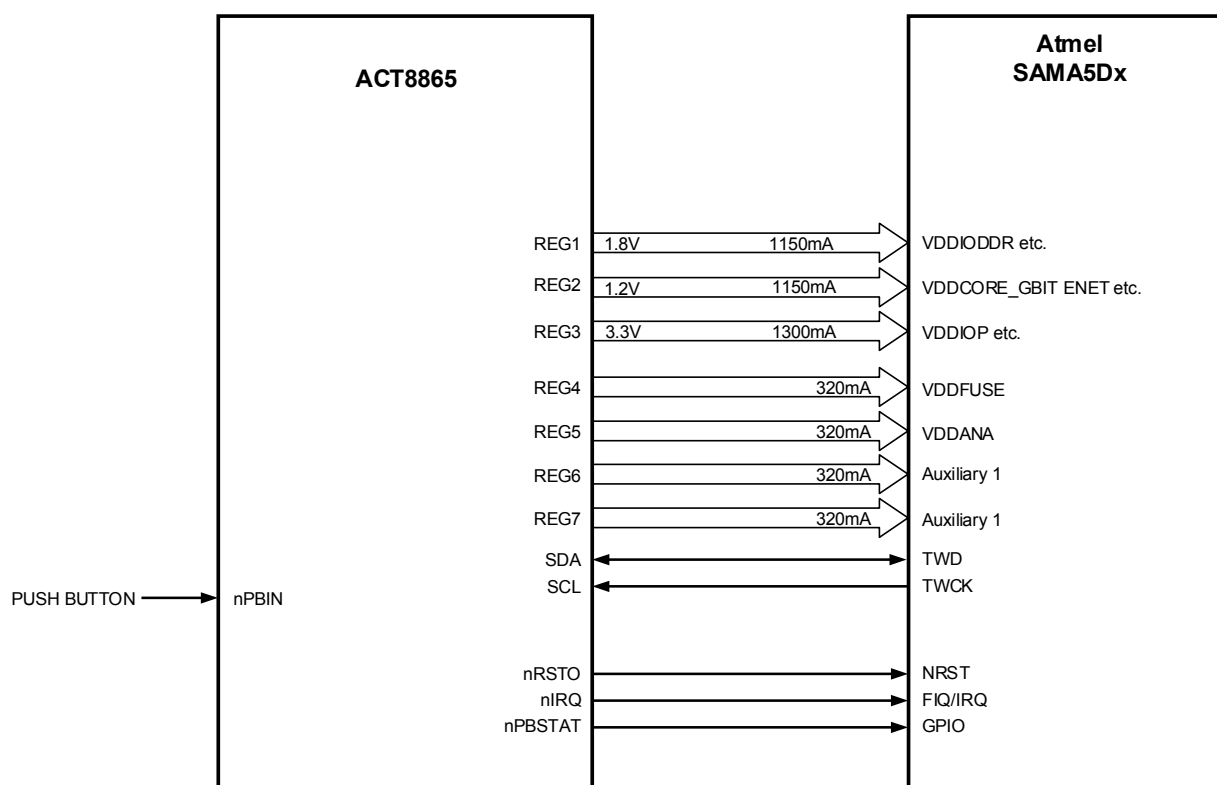 ACT8865
Atmel
SAMA5Dx
REG1 1.8V 1150mA VDDIODDR etc.
REG2 1.2V 1150mA VDDCORE_GBIT ENET etc.
REG3 3.3V 1300mA VDDIOP etc.
REG4 320mA VDDFUSE
REG5 320mA VDDANA
REG6 320mA Auxiliary 1
REG7 320mA Auxiliary 1
SDA TWD
SCL TWCK
PUSH BUTTON nPBIN
nRSTO NRST
nIRQ FIQ/IRQ
nPBSTAT GPIO